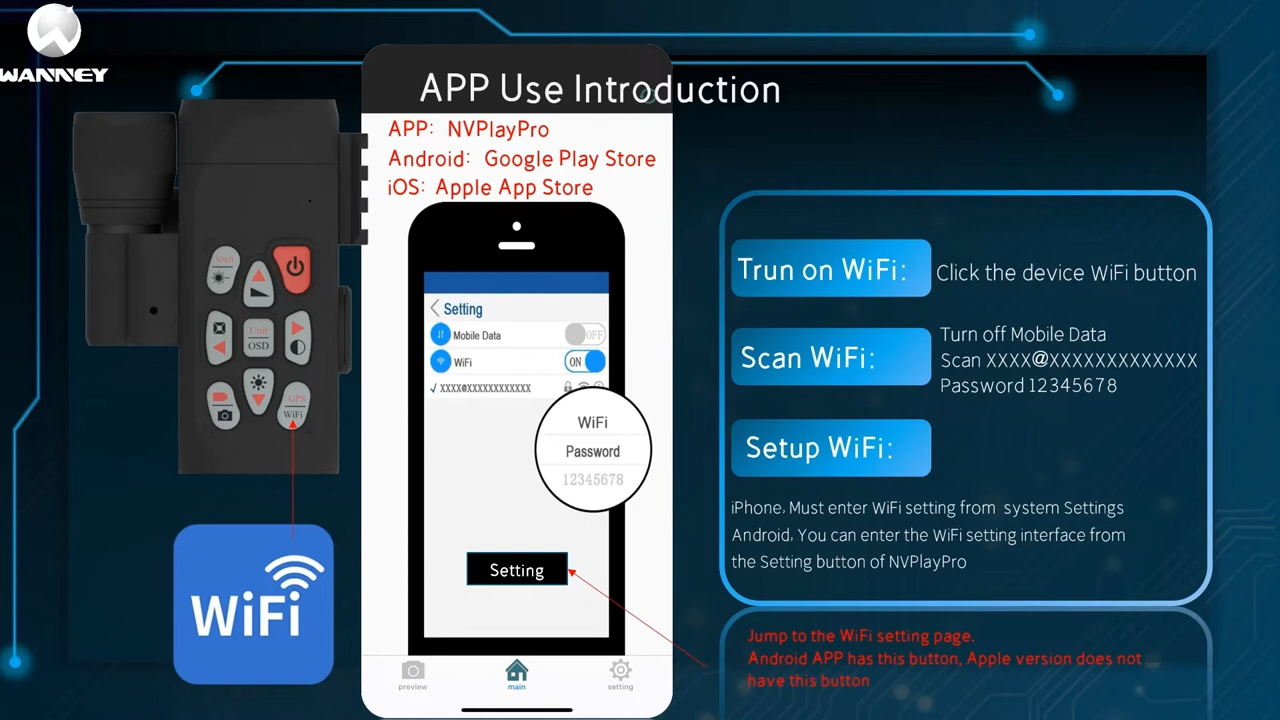 WANNEY
APP Use Introduction
APP: NVPlayPro
Android: Google Play Store
iOS: Apple App Store
Shift
Unit
OSD
GPS
WiFi
WiFi
Setting
Mobile Data
OFF
WiFi
ON
XXXX@XXXXXXXXXXXX
WiFi
Password
12345678
Setting
preview
main
setting
Trun on WiFi:
Click the device WiFi button
Scan WiFi:
Turn off Mobile Data
Scan XXXX@XXXXXXXXXXXXX
Password 12345678
Setup WiFi:
iPhone, Must enter WiFi setting from system Settings
Android, You can enter the WiFi setting interface from
the Setting button of NVPlayPro
Jump to the WiFi setting page.
Android APP has this button, Apple version does not
have this button